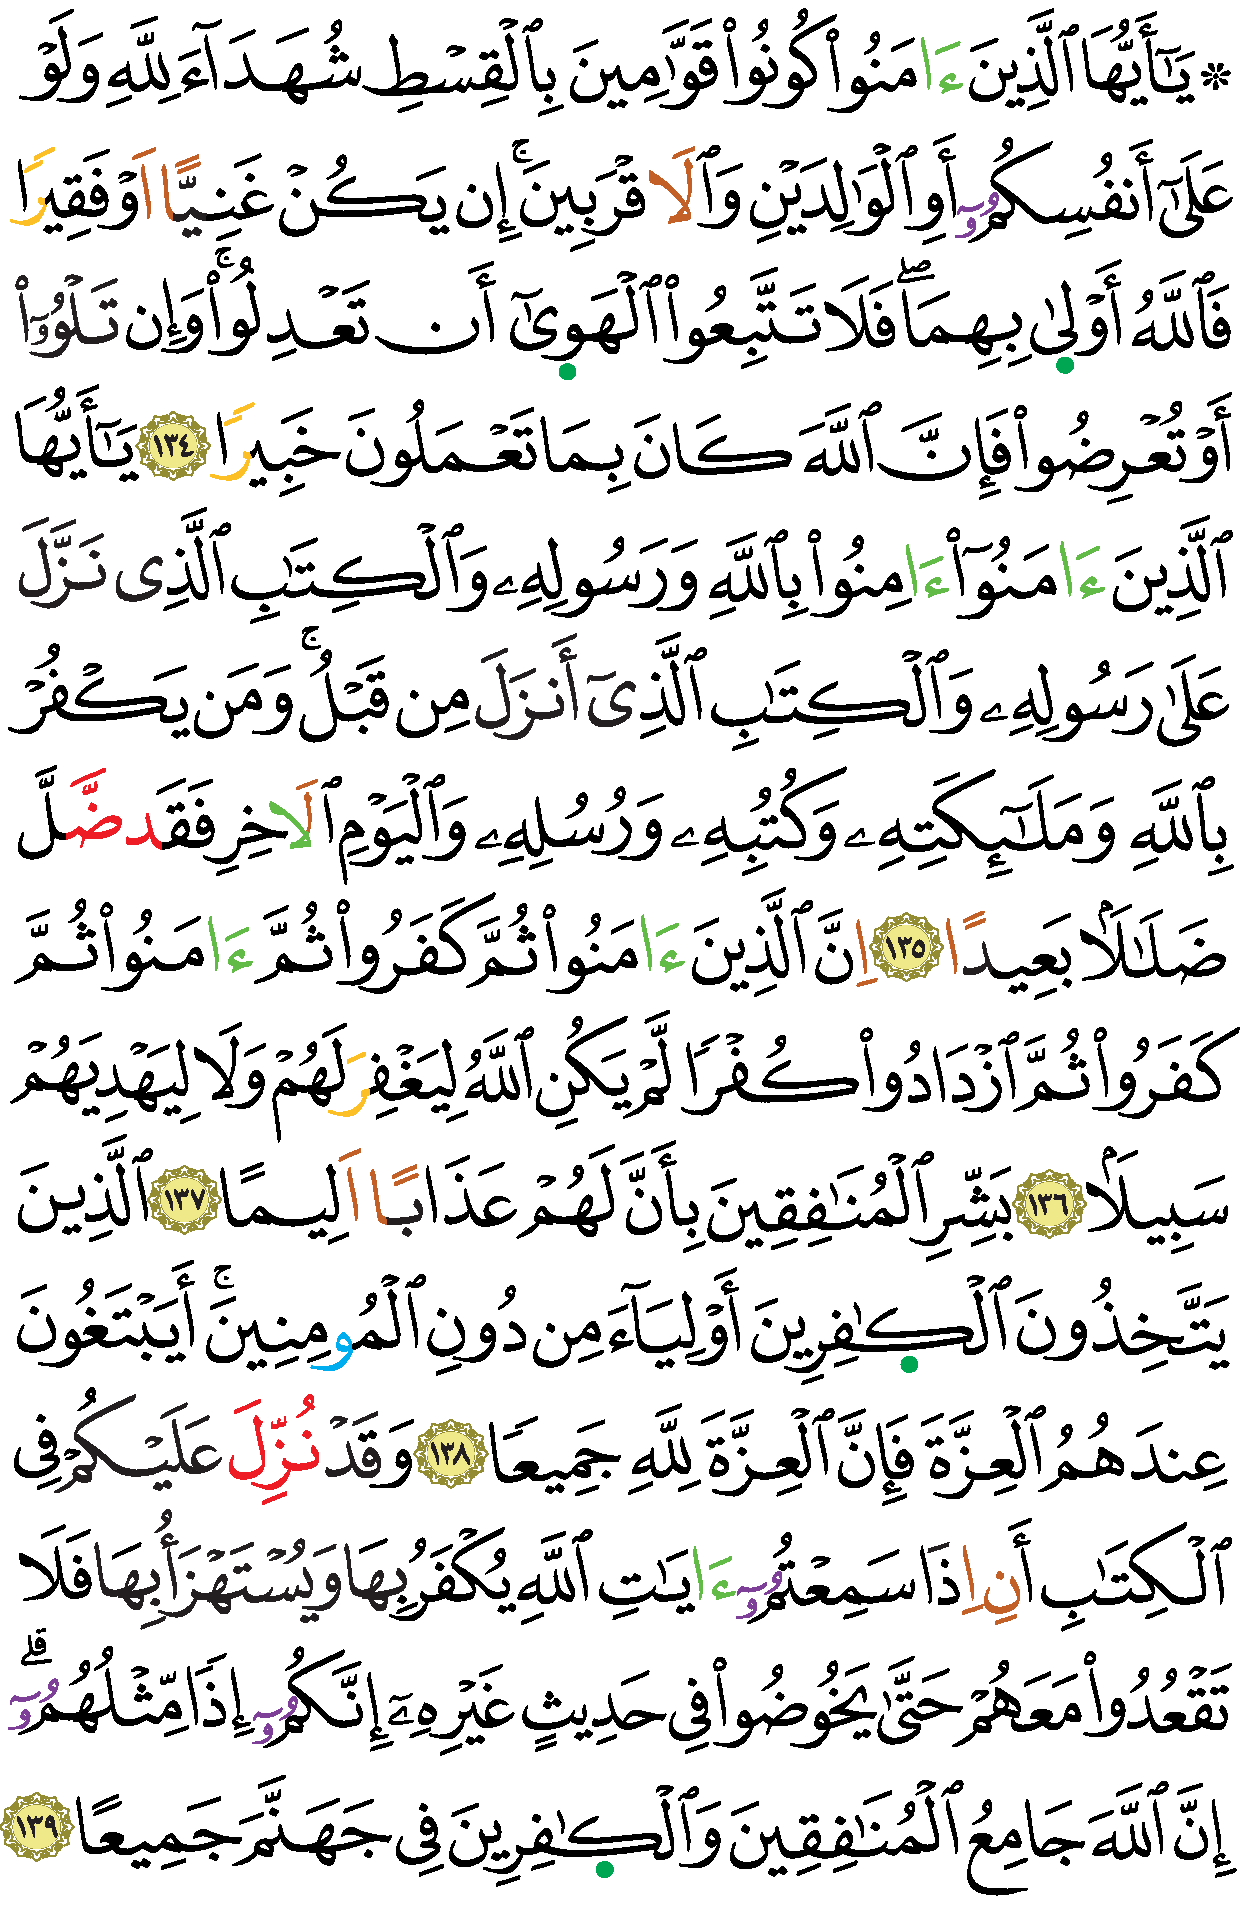 ۞ يَٰٓأَيُّهَا ٱلَّذِينَ ءَامَنُواْ كُونُواْ قَوَّٰمِينَ بِٱلْقِسْطِ شُهَدَآءَ لِلَّهِ وَلَوْ
عَلَىٰٓ أَنفُسِكُمُۥٓ أَوِ ٱلْوَٰلِدَيْنِ وَٱلَاقْرَبِينَۚ إِن يَكُنْ غَنِيًّا اَوْ فَقِيرًا
فَٱللَّهُ أَوْلَىٰ بِهِمَاۖ فَلَا تَتَّبِعُواْ ٱلْهَوَىٰٓ أَن تَعْدِلُواْۚ وَإِن تَلْوُۥٓاْ
أَوْ تُعْرِضُواْ فَإِنَّ ٱللَّهَ كَانَ بِمَا تَعْمَلُونَ خَبِيرًا ١٣٤ يَٰٓأَيُّهَا
ٱلَّذِينَ ءَامَنُوٓاْ ءَامِنُواْ بِٱللَّهِ وَرَسُولِهِۦ وَٱلْكِتَٰبِ ٱلَّذِى نَزَّلَ
عَلَىٰ رَسُولِهِۦ وَٱلْكِتَٰبِ ٱلَّذِىٓ أَنزَلَ مِن قَبْلُۚ وَمَن يَكْفُرْ
بِٱللَّهِ وَمَلَٰٓئِكَتِهِۦ وَكُتُبِهِۦ وَرُسُلِهِۦ وَٱلْيَوْمِ ٱلَاخِرِ فَقَد ضَّلَّ
ضَلَٰلَۢا بَعِيدًا ١٣٥ اِنَّ ٱلَّذِينَ ءَامَنُواْ ثُمَّ كَفَرُواْ ثُمَّ ءَامَنُواْ ثُمَّ
كَفَرُواْ ثُمَّ ٱزْدَادُواْ كُفْرًا لَّمْ يَكُنِ ٱللَّهُ لِيَغْفِرَ لَهُمْ وَلَا لِيَهْدِيَهُمْ
سَبِيلَۢا ١٣٦ بَشِّرِ ٱلْمُنَٰفِقِينَ بِأَنَّ لَهُمْ عَذَابًا اَلِيمًا ١٣٧ ٱلَّذِينَ
يَتَّخِذُونَ ٱلْكَٰفِرِينَ أَوْلِيَآءَ مِن دُونِ ٱلْمُومِنِينَۚ أَيَبْتَغُونَ
عِندَهُمُ ٱلْعِزَّةَ فَإِنَّ ٱلْعِزَّةَ لِلَّهِ جَمِيعًا ١٣٨ وَقَدْ نُزِّلَ عَلَيْكُمْ فِى
ٱلْكِتَٰبِ أَنِ اِذَا سَمِعْتُمُۥٓ ءَايَٰتِ ٱللَّهِ يُكْفَرُ بِهَا وَيُسْتَهْزَأُ بِهَا فَلَا
تَقْعُدُواْ مَعَهُمْ حَتَّىٰ يَخُوضُواْ فِى حَدِيثٍ غَيْرِهِۦٓ إِنَّكُمُۥٓ إِذًا مِّثْلُهُمُۥٓۗ
إِنَّ ٱللَّهَ جَامِعُ ٱلْمُنَٰفِقِينَ وَٱلْكَٰفِرِينَ فِى جَهَنَّمَ جَمِيعًا ١٣٩